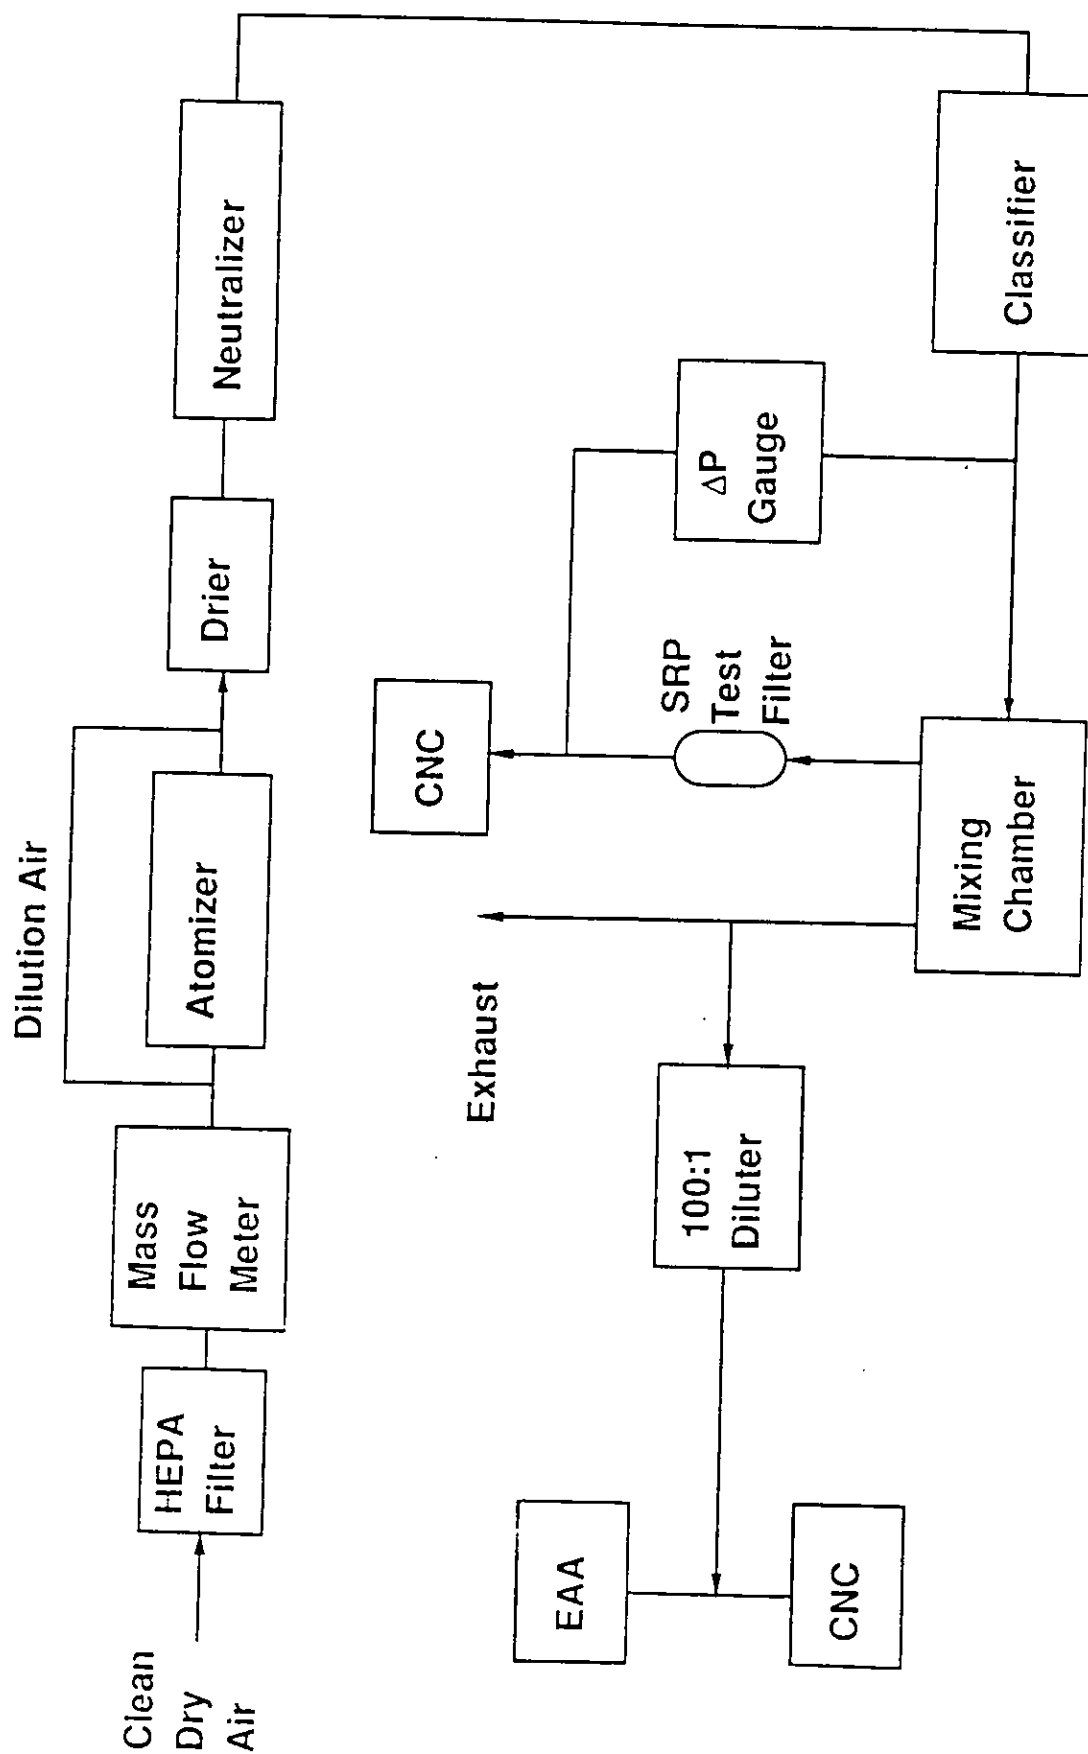 Clean
Dry
Air
HEPA
Filter
Mass
Flow
Meter
Dilution Air
Atomizer
Drier
Neutralizer
Classifier
ΔP
Gauge
Mixing
Chamber
SRP
Test
Filter
CNC
Exhaust
100:1
Diluter
EAA
CNC